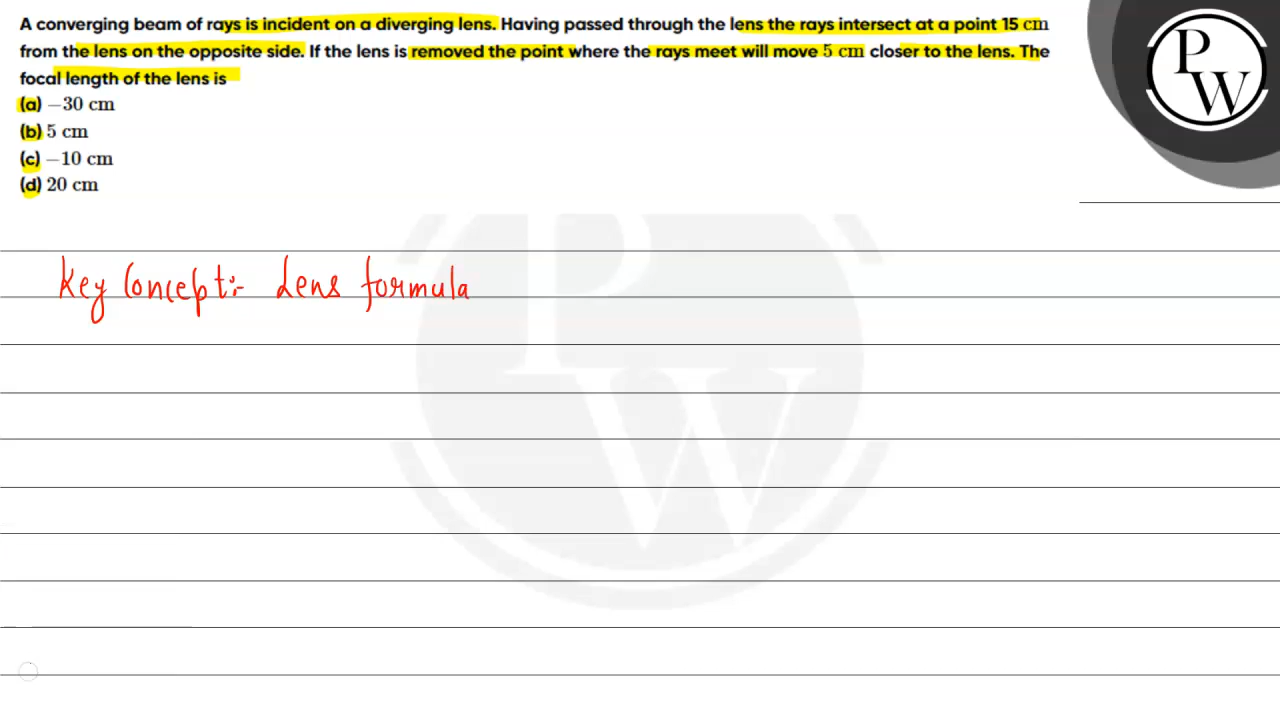 A converging beam of rays is incident on a diverging lens. Having passed through the lens the rays intersect at a point 15 cm
from the lens on the opposite side. If the lens is removed the point where the rays meet will move 5 cm closer to the lens. The
focal length of the lens is
(a) −30 cm
(b) 5 cm
(c) −10 cm
(d) 20 cm
P
W
Key Concept:- Lens formula
P
W